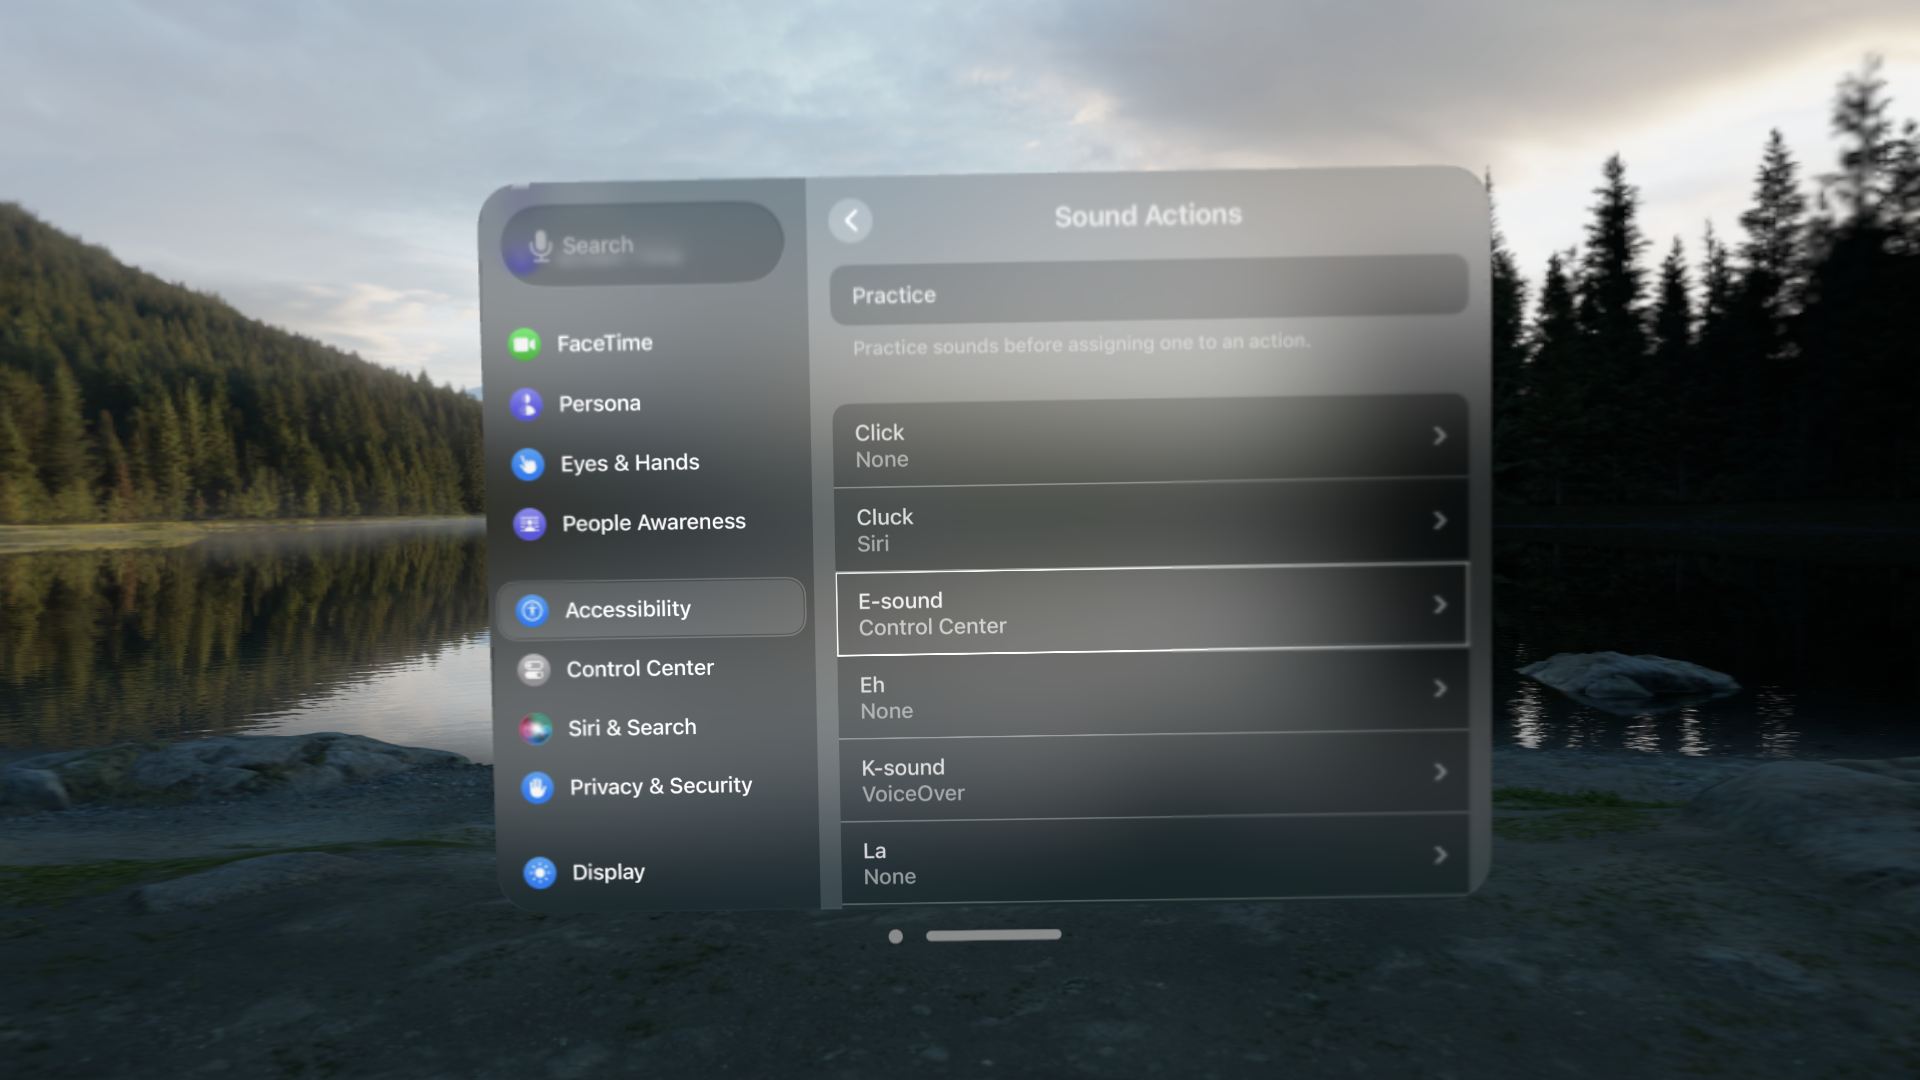 Search
FaceTime
Persona
Eyes & Hands
People Awareness
Accessibility
Control Center
Siri & Search
Privacy & Security
Display
Sound Actions
Practice
Practice sounds before assigning one to an action.
Click
None
Cluck
Siri
E-sound
Control Center
Eh
None
K-sound
VoiceOver
La
None